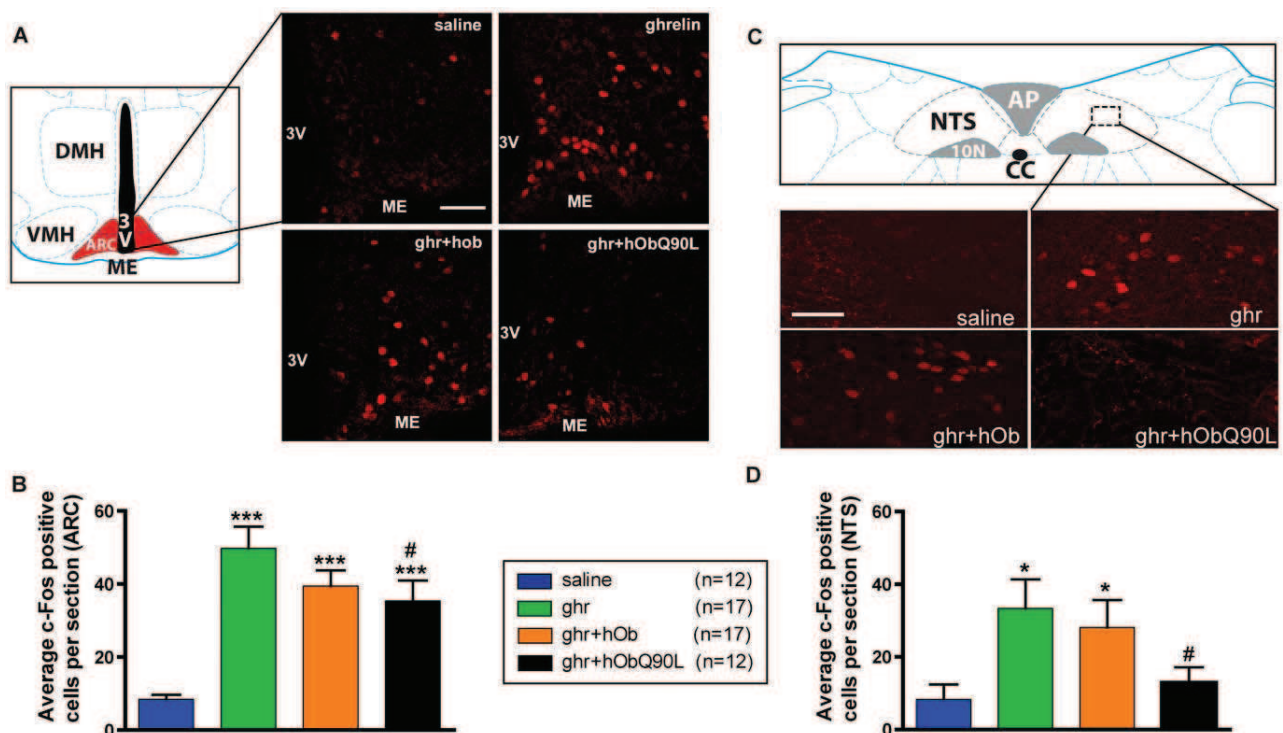 A
DMH
VMH
ARC
3
V
ME
saline
3V
ME
ghrelin
3V
ME
ghr+hob
3V
ME
ghr+hObQ90L
3V
ME
C
NTS
AP
10N
CC
saline
ghr
ghr+hOb
ghr+hObQ90L
B
Average c-Fos positive
cells per section (ARC)
60
40
20
0
***
***
#
***
saline (n=12)
ghr (n=17)
ghr+hOb (n=17)
ghr+hObQ90L (n=12)
D
Average c-Fos positive
cells per section (NTS)
60
40
20
0
*
*
#